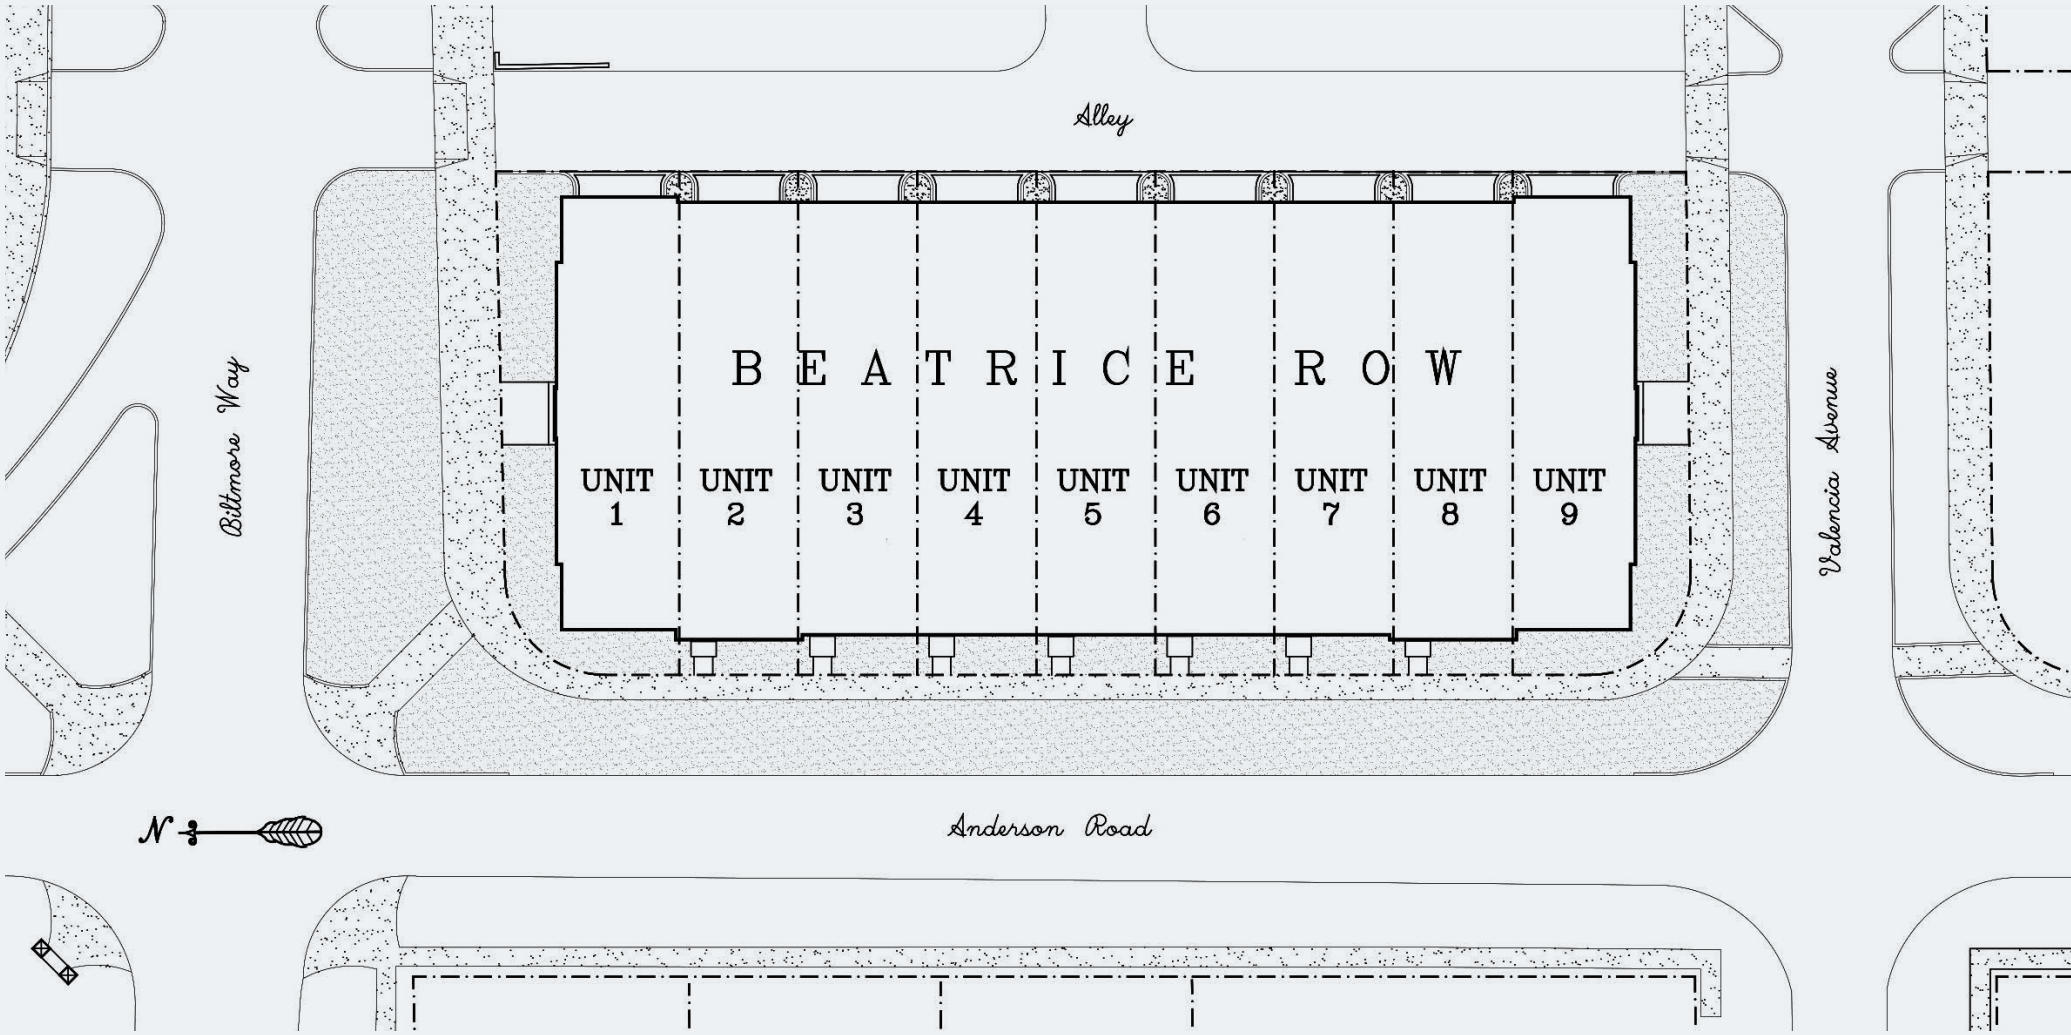 Alley
Biltmore Way
BEATRICE ROW
Valencia Avenue
UNIT 1
UNIT 2
UNIT 3
UNIT 4
UNIT 5
UNIT 6
UNIT 7
UNIT 8
UNIT 9
N
Anderson Road